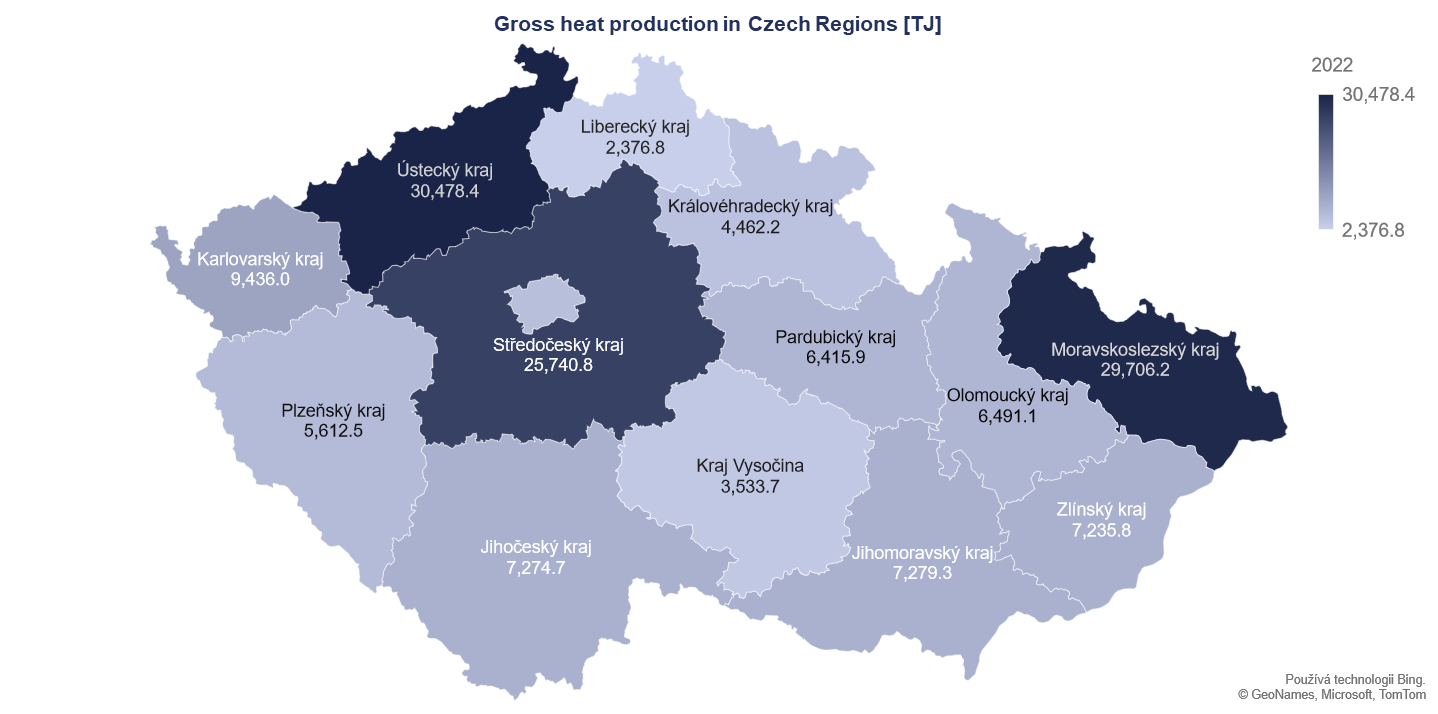 Gross heat production in Czech Regions [TJ]
2022
30,478.4
2,376.8
Liberecký kraj
2,376.8
Ústecký kraj
30,478.4
Královéhradecký kraj
4,462.2
Karlovarský kraj
9,436.0
Středočeský kraj
25,740.8
Pardubický kraj
6,415.9
Moravskoslezský kraj
29,706.2
Olomoucký kraj
6,491.1
Plzeňský kraj
5,612.5
Kraj Vysočina
3,533.7
Zlínský kraj
7,235.8
Jihočeský kraj
7,274.7
Jihomoravský kraj
7,279.3
Používá technologii Bing.
© GeoNames, Microsoft, TomTom